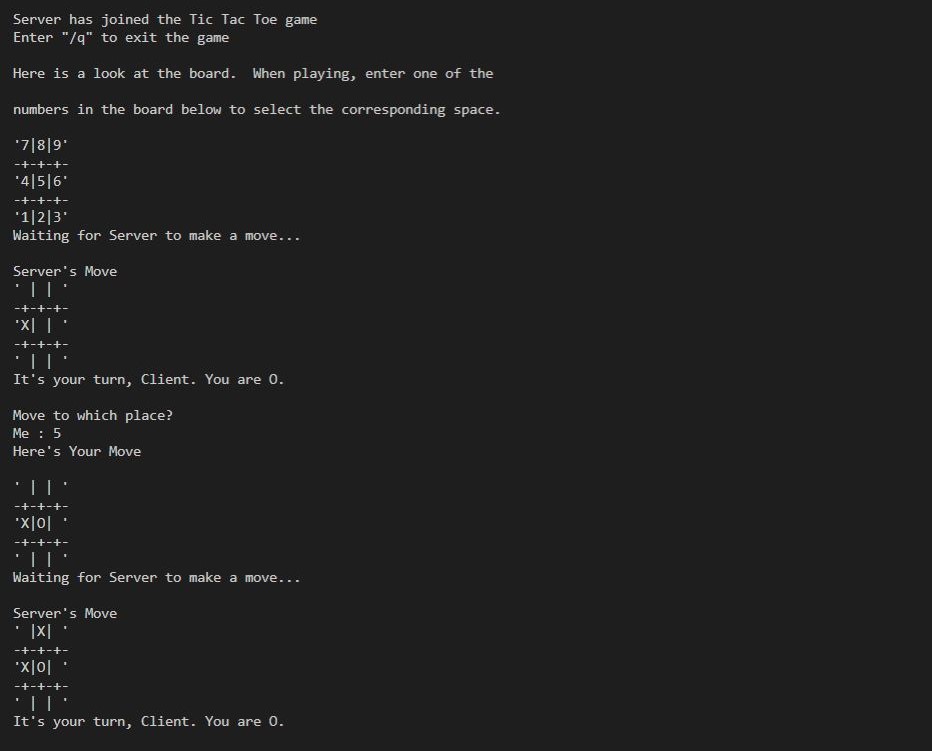 Server has joined the Tic Tac Toe game
Enter "/q" to exit the game
Here is a look at the board.  When playing, enter one of the
numbers in the board below to select the corresponding space.
'7|8|9'
-+-+-+-
'4|5|6'
-+-+-+-
'1|2|3'
Waiting for Server to make a move...
Server's Move
' | | '
-+-+-+-
'X| | '
-+-+-+-
' | | '
It's your turn, Client. You are O.
Move to which place?
Me : 5
Here's Your Move
' | | '
-+-+-+-
'X|O| '
-+-+-+-
' | | '
Waiting for Server to make a move...
Server's Move
' |X| '
-+-+-+-
'X|O| '
-+-+-+-
' | | '
It's your turn, Client. You are O.